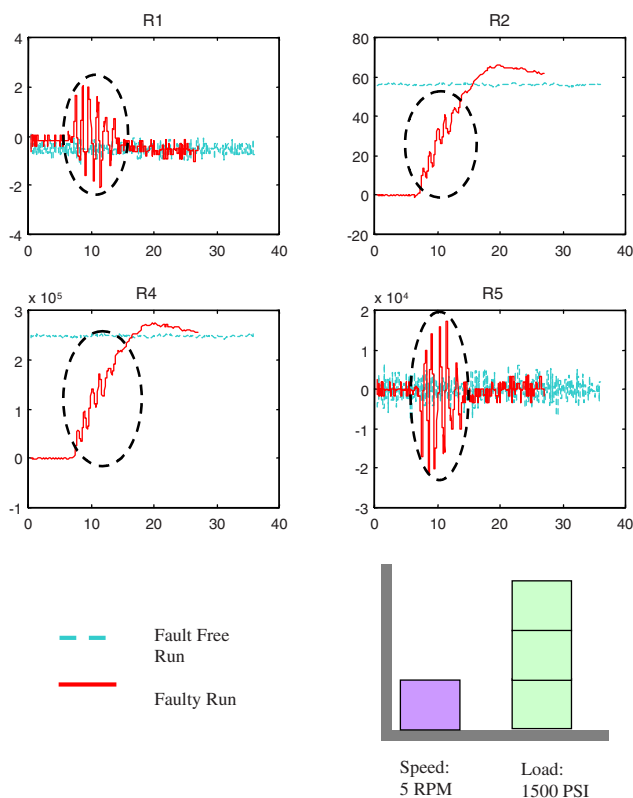 R1
4
2
0
-2
-4
0 10 20 30 40
R2
80
60
40
20
0
-20
0 10 20 30 40
x 10⁵
R4
3
2
1
0
-1
0 10 20 30 40
x 10⁴
R5
2
1
0
-1
-2
-3
0 10 20 30 40
Fault Free
Run
Faulty Run
Speed:
5 RPM
Load:
1500 PSI